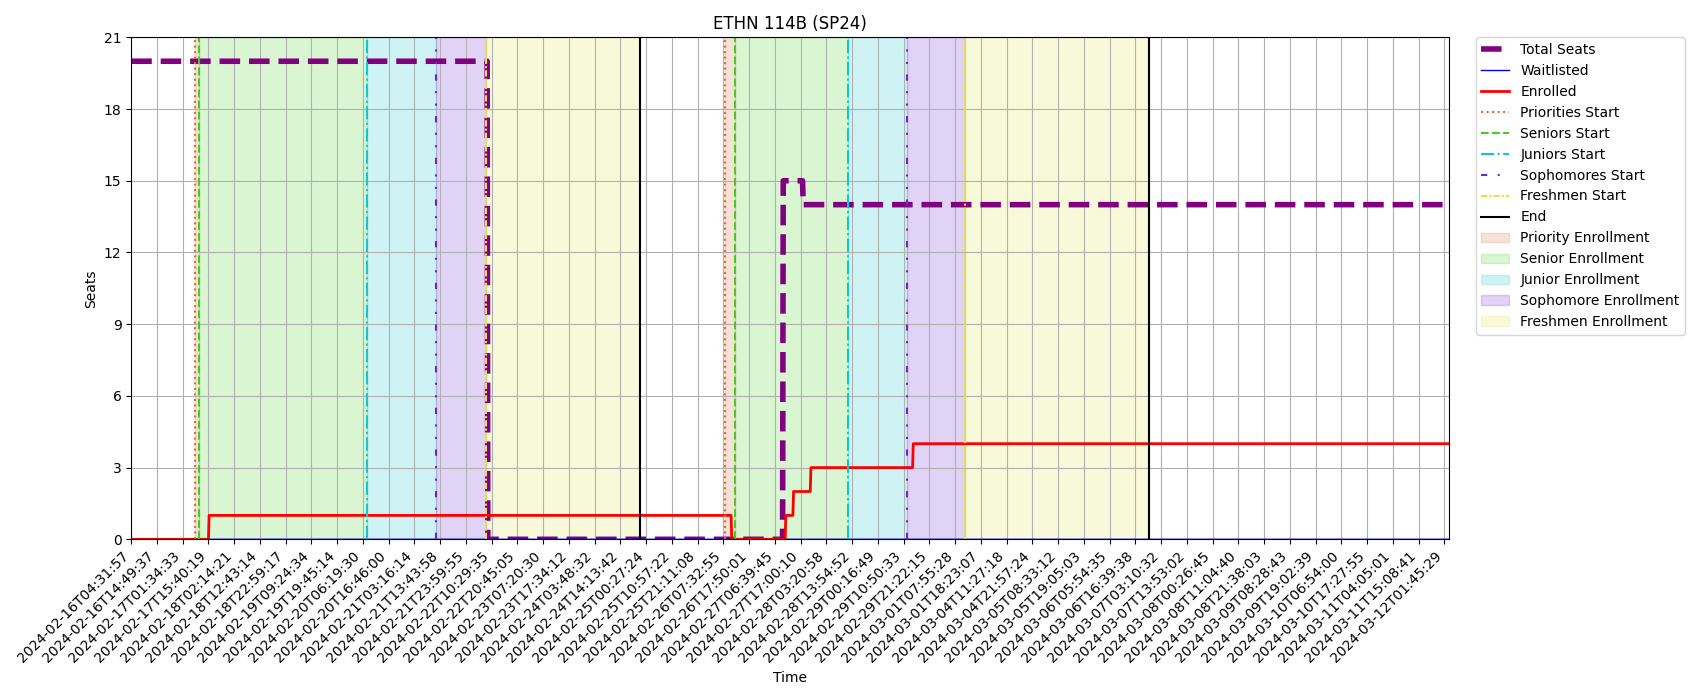 ETHN 114B (SP24)
21
18
15
12
9
6
3
0
Seats
2024-02-16T04:31:57
2024-02-16T14:49:37
2024-02-17T01:34:33
2024-02-17T15:40:19
2024-02-18T02:14:21
2024-02-18T12:43:14
2024-02-18T22:59:17
2024-02-19T09:24:34
2024-02-19T19:45:14
2024-02-20T06:19:30
2024-02-20T16:46:00
2024-02-21T03:16:14
2024-02-21T13:43:58
2024-02-21T23:59:55
2024-02-22T10:29:35
2024-02-22T20:45:05
2024-02-23T07:20:30
2024-02-23T17:34:12
2024-02-24T03:48:32
2024-02-24T14:13:42
2024-02-25T00:27:24
2024-02-25T10:57:22
2024-02-25T21:11:08
2024-02-26T07:32:55
2024-02-26T17:50:01
2024-02-27T06:39:45
2024-02-27T17:00:10
2024-02-28T03:20:58
2024-02-28T13:54:52
2024-02-29T00:16:49
2024-02-29T10:50:33
2024-02-29T21:22:15
2024-03-01T07:55:28
2024-03-01T18:23:07
2024-03-04T11:27:18
2024-03-04T21:57:24
2024-03-05T08:33:12
2024-03-05T19:05:03
2024-03-06T05:54:35
2024-03-06T16:39:38
2024-03-07T03:10:32
2024-03-07T13:53:02
2024-03-08T00:26:45
2024-03-08T11:04:40
2024-03-08T21:38:03
2024-03-09T08:28:43
2024-03-09T19:02:39
2024-03-10T06:54:00
2024-03-10T17:27:55
2024-03-11T04:05:01
2024-03-11T15:08:41
2024-03-12T01:45:29
Time
Total Seats
Waitlisted
Enrolled
Priorities Start
Seniors Start
Juniors Start
Sophomores Start
Freshmen Start
End
Priority Enrollment
Senior Enrollment
Junior Enrollment
Sophomore Enrollment
Freshmen Enrollment